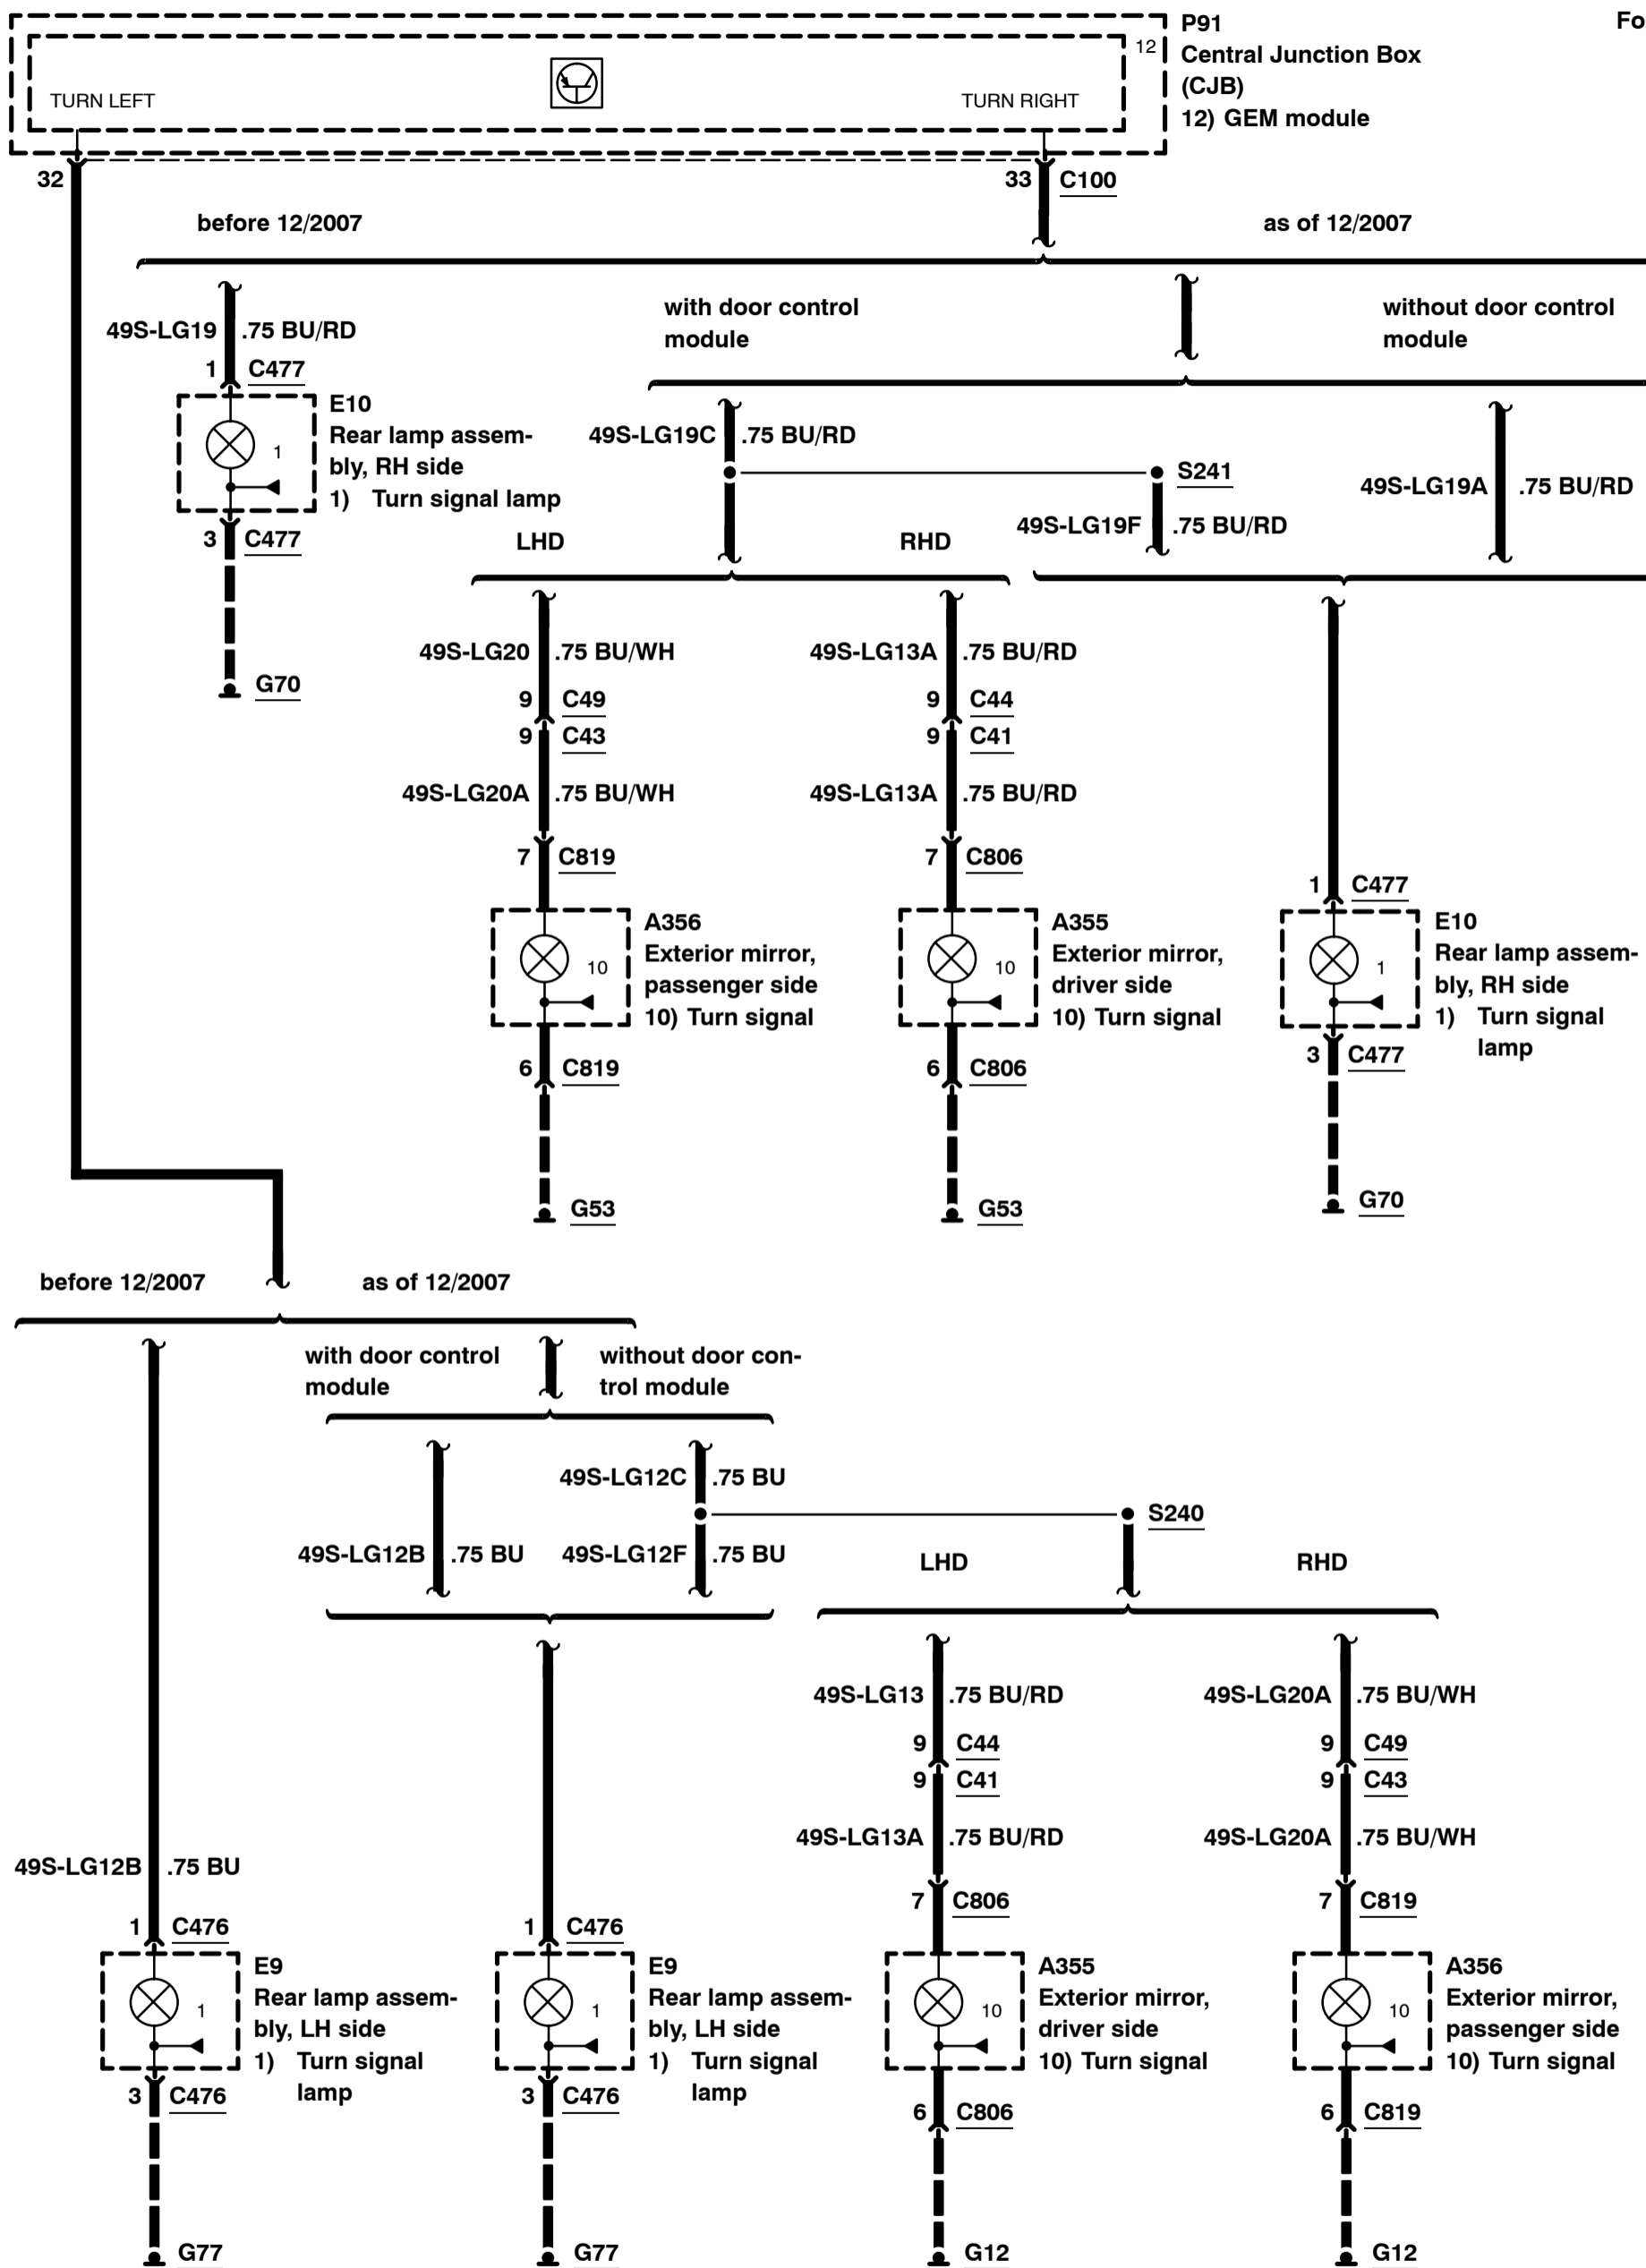 P91
Central Junction Box
(CJB)
12) GEM module
Fo
12
TURN LEFT
TURN RIGHT
32
33 C100
before 12/2007
as of 12/2007
with door control
module
without door control
module
49S-LG19 .75 BU/RD
1 C477
E10
Rear lamp assem-
bly, RH side
1) Turn signal lamp
1
3 C477
G70
49S-LG19C .75 BU/RD
S241
49S-LG19F .75 BU/RD
49S-LG19A .75 BU/RD
LHD
RHD
49S-LG20 .75 BU/WH
9 C49
9 C43
49S-LG20A .75 BU/WH
7 C819
A356
Exterior mirror,
passenger side
10) Turn signal
10
6 C819
G53
49S-LG13A .75 BU/RD
9 C44
9 C41
49S-LG13A .75 BU/RD
7 C806
A355
Exterior mirror,
driver side
10) Turn signal
10
6 C806
G53
1 C477
E10
Rear lamp assem-
bly, RH side
1) Turn signal
lamp
1
3 C477
G70
before 12/2007
as of 12/2007
with door control
module
without door con-
trol module
49S-LG12C .75 BU
S240
49S-LG12B .75 BU
49S-LG12F .75 BU
LHD
RHD
49S-LG12B .75 BU
1 C476
E9
Rear lamp assem-
bly, LH side
1) Turn signal
lamp
1
3 C476
G77
1 C476
E9
Rear lamp assem-
bly, LH side
1) Turn signal
lamp
1
3 C476
G77
49S-LG13 .75 BU/RD
9 C44
9 C41
49S-LG13A .75 BU/RD
7 C806
A355
Exterior mirror,
driver side
10) Turn signal
10
6 C806
G12
49S-LG20A .75 BU/WH
9 C49
9 C43
49S-LG20A .75 BU/WH
7 C819
A356
Exterior mirror,
passenger side
10) Turn signal
10
6 C819
G12